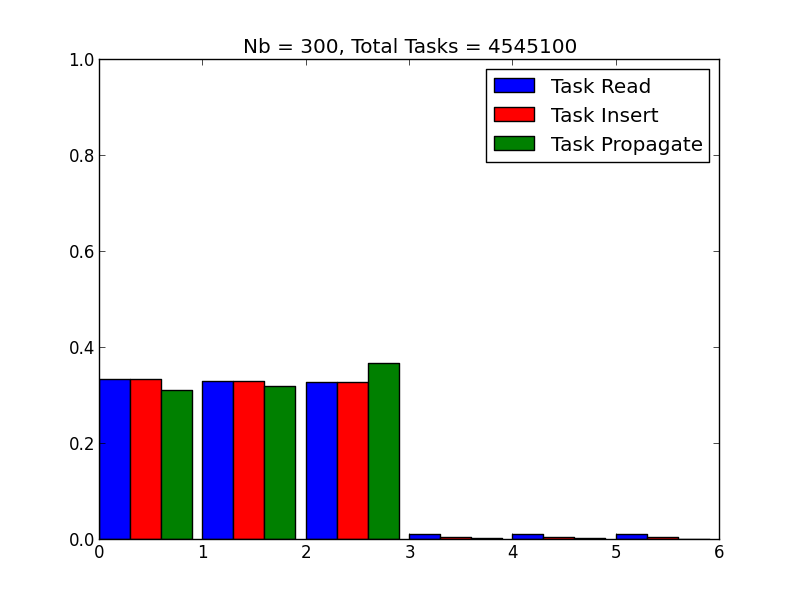 Nb = 300, Total Tasks = 4545100
1.0
Task Read
Task Insert
Task Propagate
0.8
0.6
0.4
0.2
0.0
0 1 2 3 4 5 6